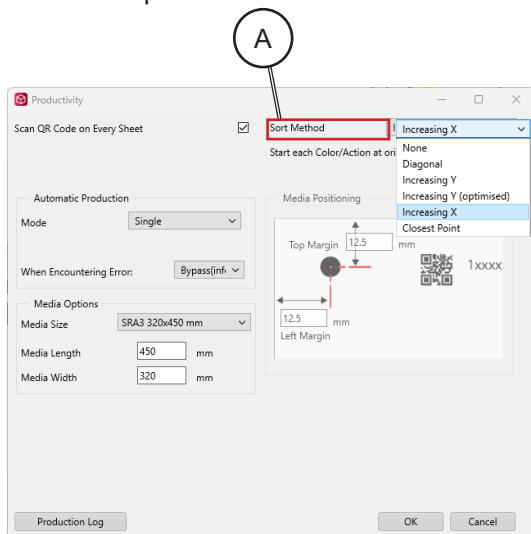 A
Productivity
Scan QR Code on Every Sheet
Sort Method
Increasing X
Start each Color/Action at ori
None
Diagonal
Increasing Y
Increasing Y (optimised)
Increasing X
Closest Point
Automatic Production
Mode
Single
When Encountering Error:
Bypass(inf
Media Positioning
Top Margin
12.5
mm
1xxxx
12.5
mm
Left Margin
Media Options
Media Size
SRA3 320x450 mm
Media Length
450
mm
Media Width
320
mm
Production Log
OK
Cancel